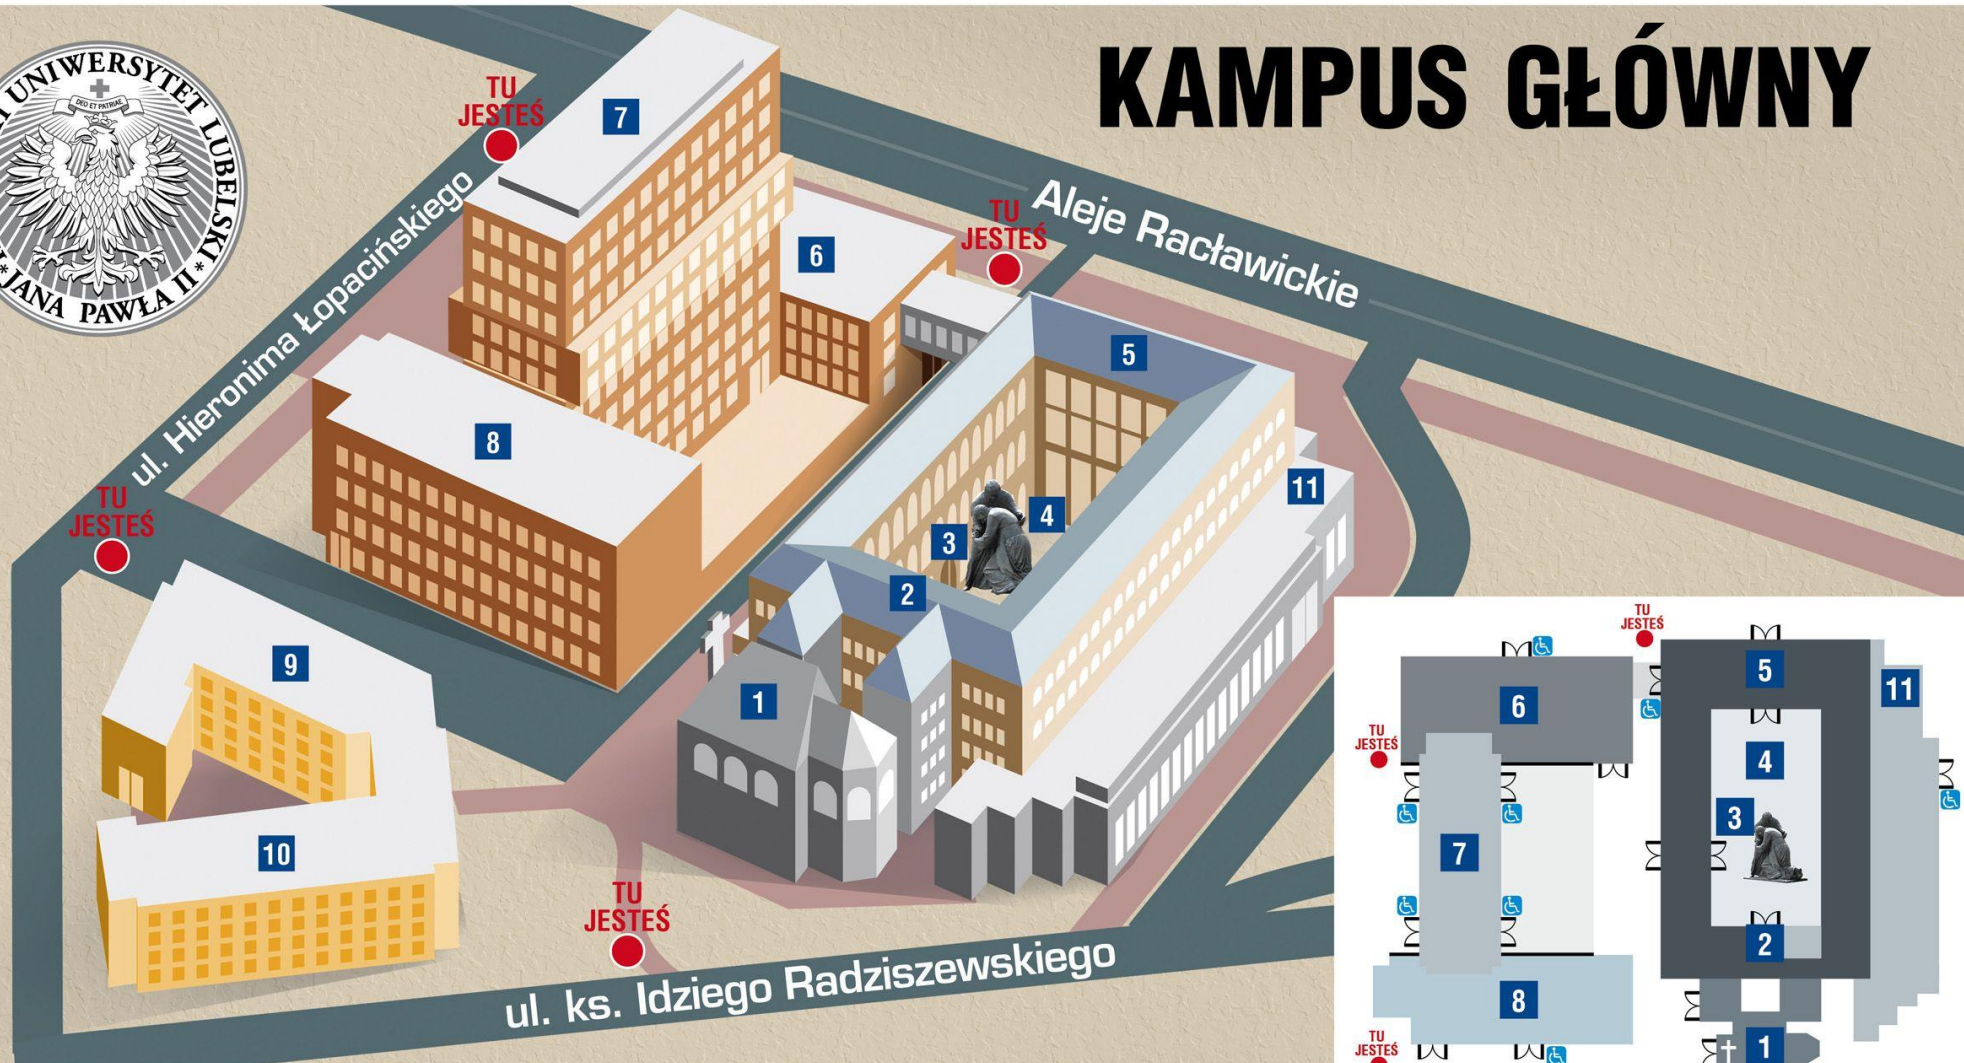 KAMPUS GŁÓWNY
UNIWERSYTET LUBELSKI
* JANA PAWŁA II *
DEO ET PATRIAE
TU
JESTEŚ
7
ul. Hieronima Łopacińskiego
TU
JESTEŚ
Aleje Racławickie
6
5
8
11
TU
JESTEŚ
3
4
2
9
1
10
TU
JESTEŚ
ul. ks. Idziego Radziszewskiego
TU
JESTEŚ
5
11
6
TU
JESTEŚ
4
3
7
2
8
TU
JESTEŚ
1